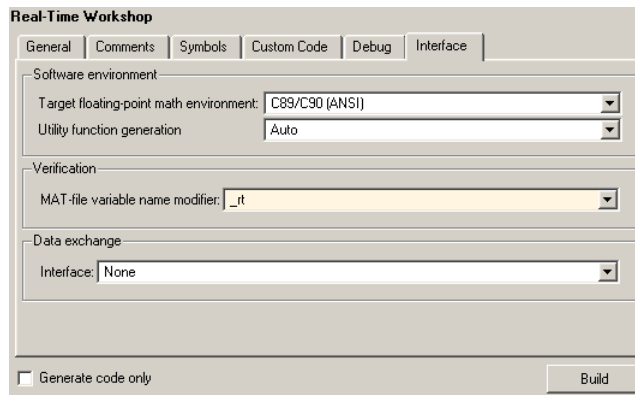 Real-Time Workshop
General Comments Symbols Custom Code Debug Interface
Software environment
Target floating-point math environment: C89/C90 (ANSI)
Utility function generation Auto
Verification
MAT-file variable name modifier: _rt
Data exchange
Interface: None
Generate code only Build